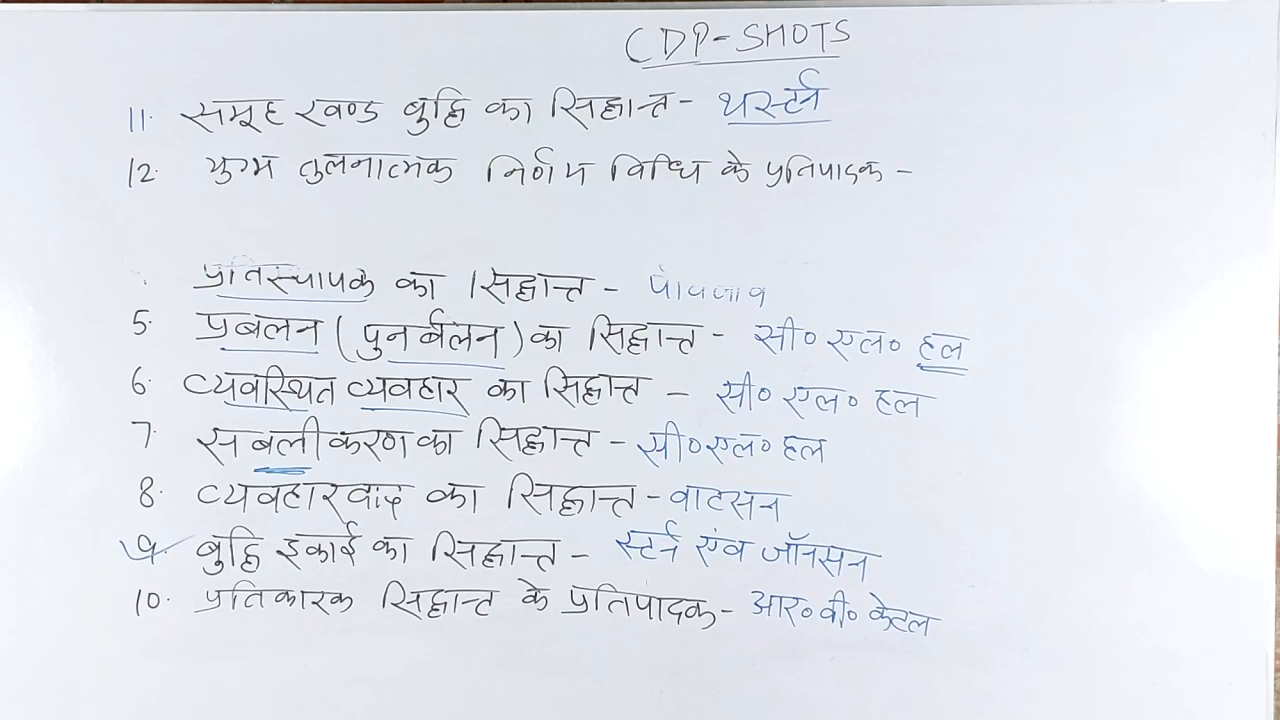 CDP-SHOTS
11. समूह खण्ड बुद्धि का सिद्धान्त - थर्स्टन
12. युग्म तुलनात्मक निर्णय विधि के प्रतिपादक -
प्रतिस्थापक का सिद्धान्त - पावलाव
5. प्रबलन (पुनर्बलन) का सिद्धान्त - सी० एल० हल
6. व्यवस्थित व्यवहार का सिद्धान्त - सी० एल० हल
7. सबलीकरण का सिद्धान्त - सी० एल० हल
8. व्यवहारवाद का सिद्धान्त - वाटसन
9. बुद्धि इकाई का सिद्धान्त - स्टर्न एंव जॉनसन
10. प्रतिकारक सिद्धान्त के प्रतिपादक - आर० वी० केटल